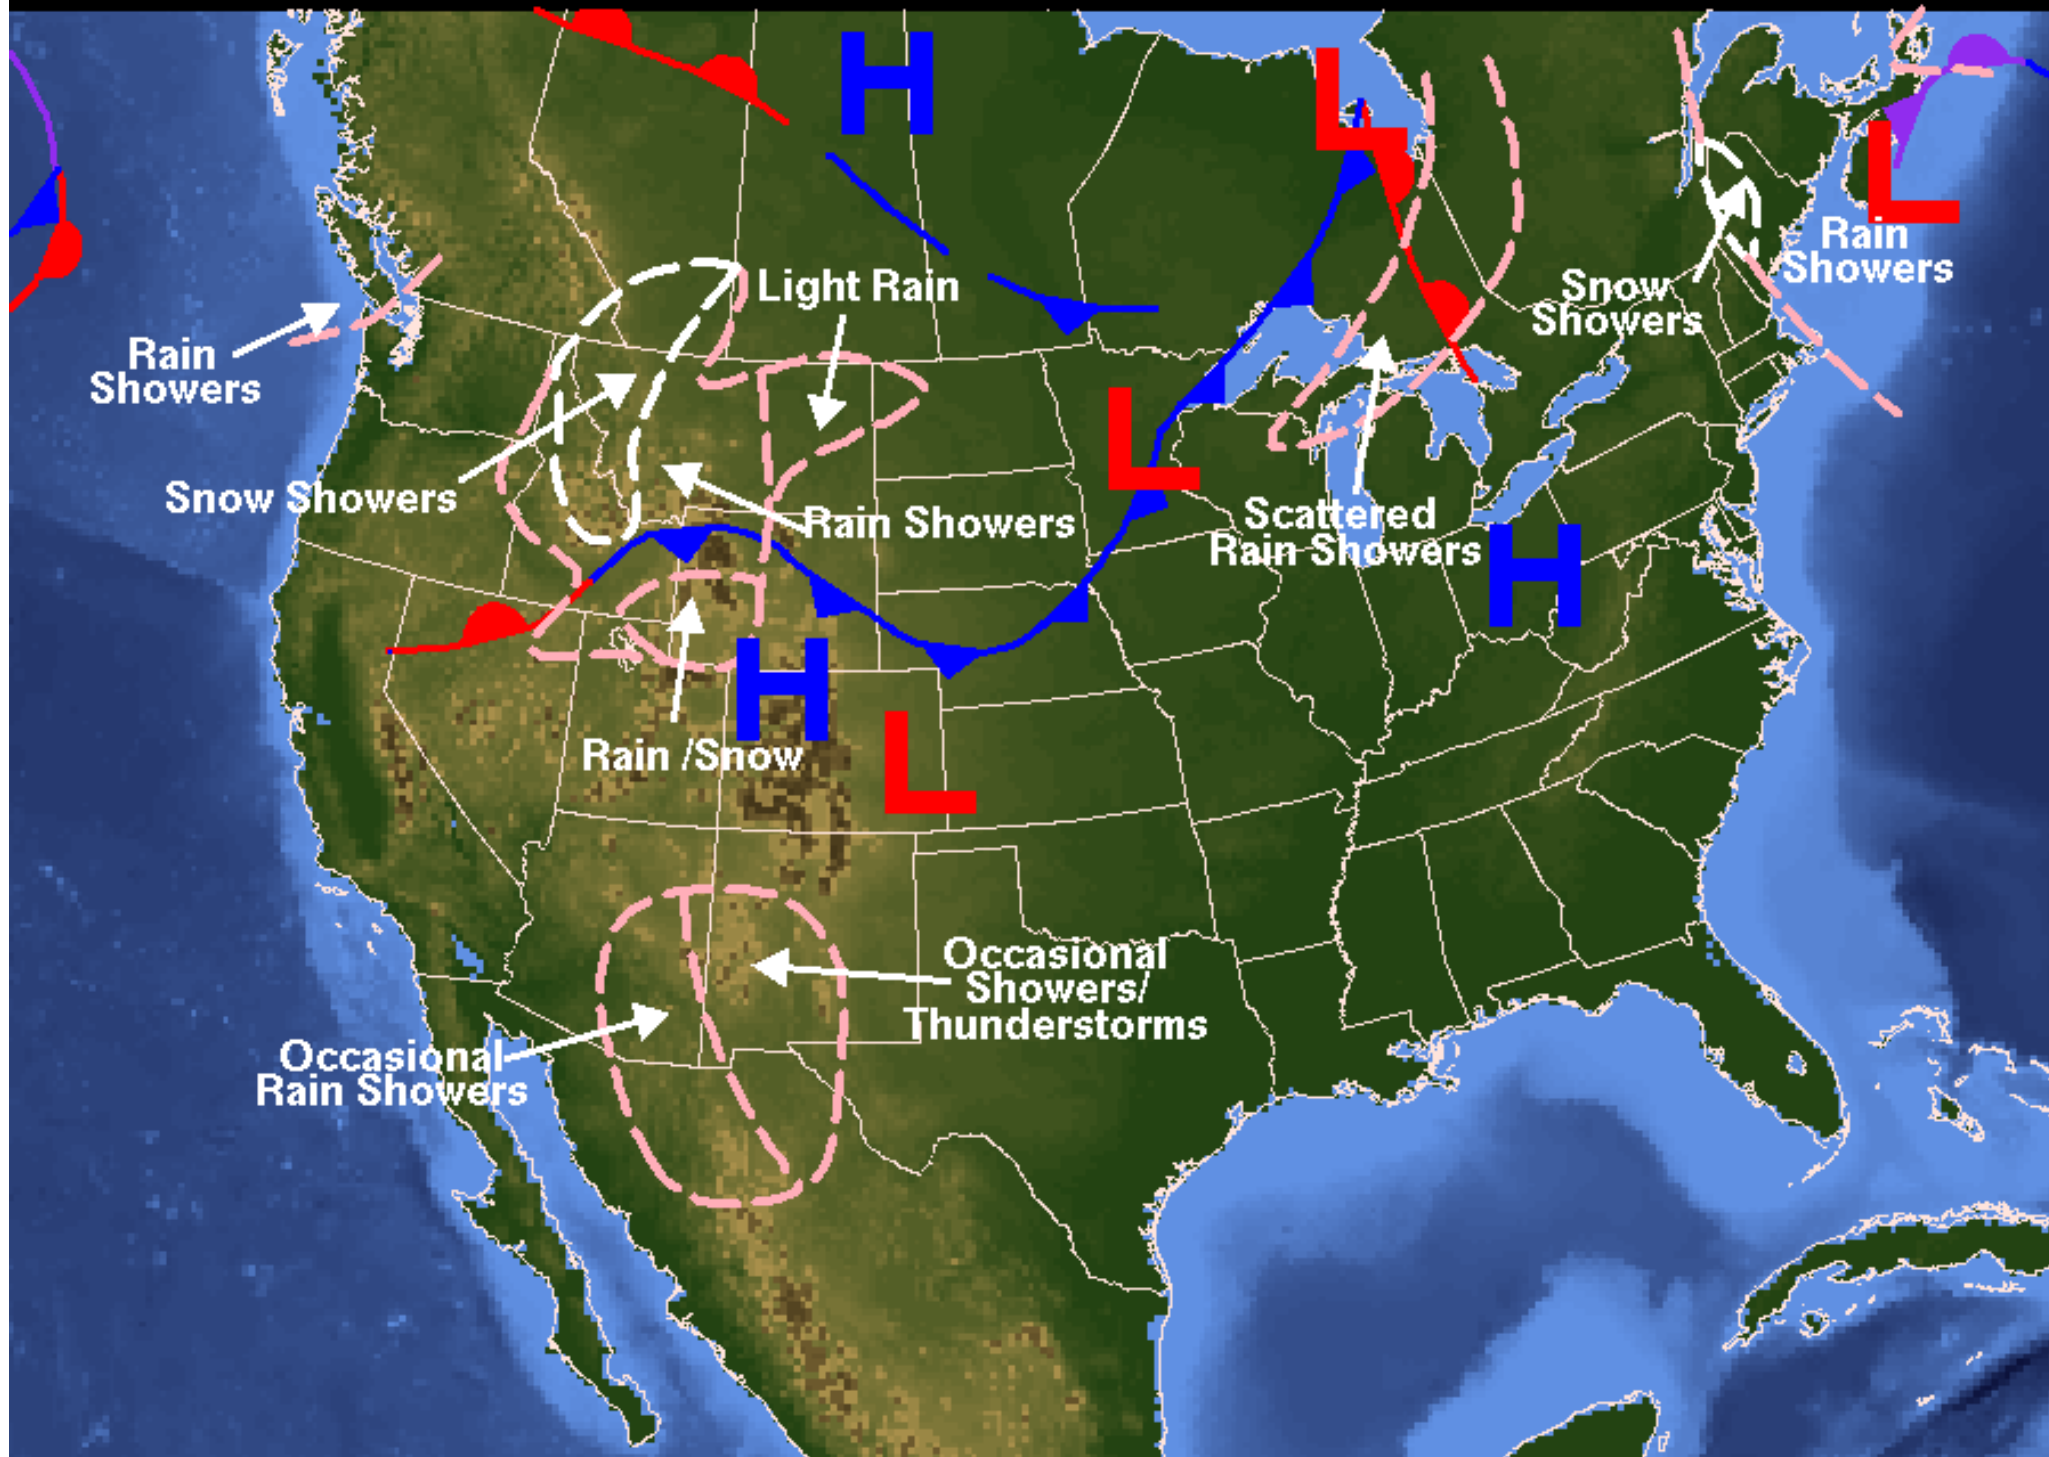 H
L
L
Rain
Showers
Snow
Showers
Light Rain
Rain
Showers
L
Snow Showers
Rain Showers
Scattered
Rain Showers
H
H
Rain /Snow
L
Occasional
Showers/
Thunderstorms
Occasional
Rain Showers